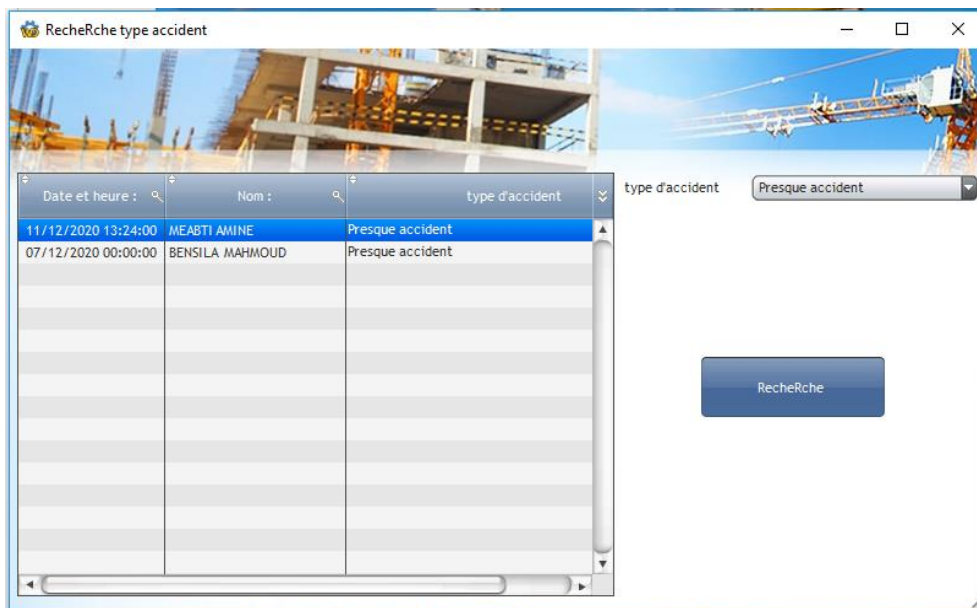 RecheRche type accident
Date et heure : Nom : type d'accident
11/12/2020 13:24:00 MEABTI AMINE Presque accident
07/12/2020 00:00:00 BENSILA MAHMOUD Presque accident
type d'accident Presque accident
RecheRche